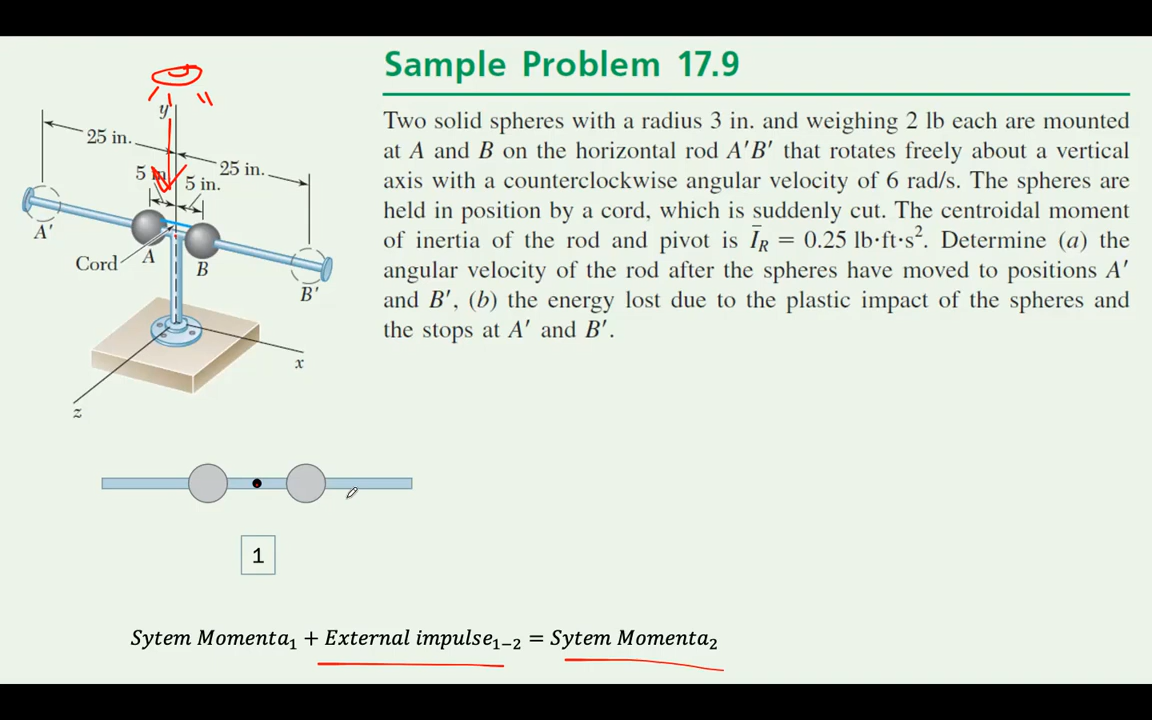 Sample Problem 17.9
Two solid spheres with a radius 3 in. and weighing 2 lb each are mounted
at A and B on the horizontal rod A′B′ that rotates freely about a vertical
axis with a counterclockwise angular velocity of 6 rad/s. The spheres are
held in position by a cord, which is suddenly cut. The centroidal moment
of inertia of the rod and pivot is Ī_R = 0.25 lb·ft·s². Determine (a) the
angular velocity of the rod after the spheres have moved to positions A′
and B′, (b) the energy lost due to the plastic impact of the spheres and
the stops at A′ and B′.
y
25 in.
25 in.
5 in.
A′
Cord
A
B
B′
x
z
1
Sytem Momenta₁ + External impulse₁₋₂ = Sytem Momenta₂